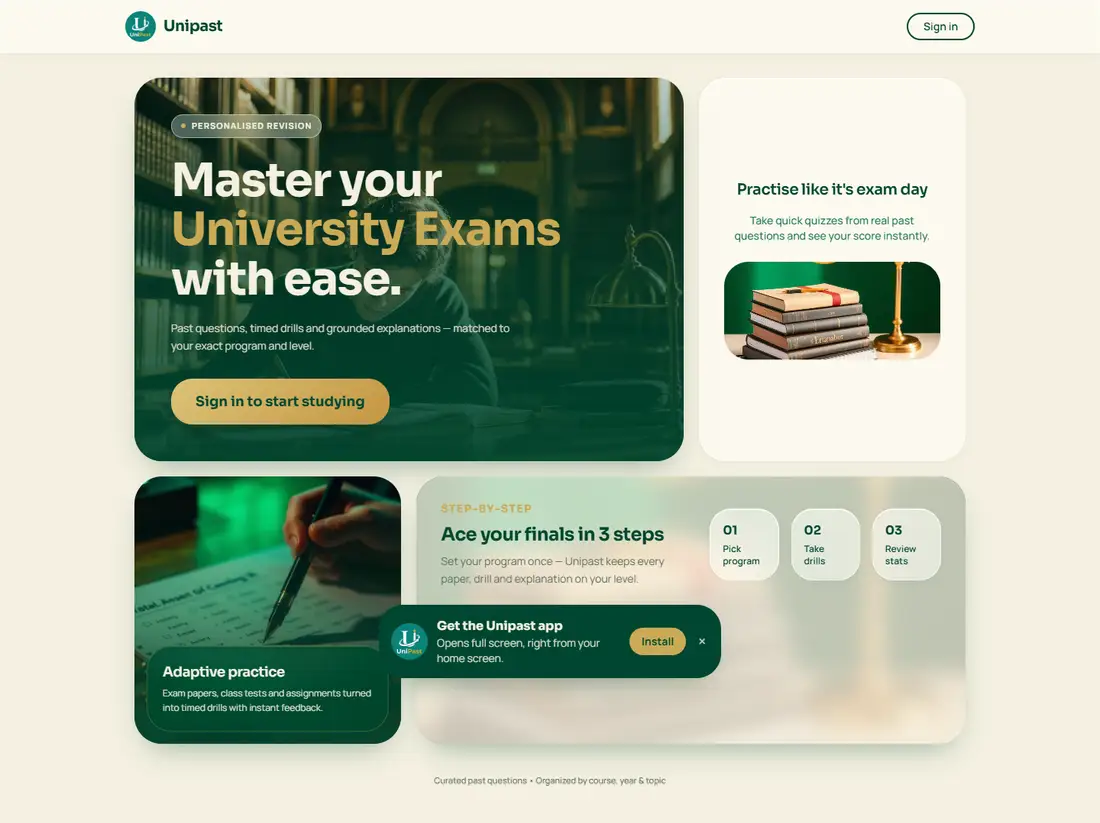 Unipast
Sign in
PERSONALISED REVISION
Master your
University Exams
with ease.
Past questions, timed drills and grounded explanations — matched to
your exact program and level.
Sign in to start studying
Practise like it's exam day
Take quick quizzes from real past
questions and see your score instantly.
STEP-BY-STEP
Ace your finals in 3 steps
Set your program once — Unipast keeps every
paper, drill and explanation on your level.
01
Pick
program
02
Take
drills
03
Review
stats
UniPast
Get the Unipast app
Opens full screen, right from your
home screen.
Install
×
Adaptive practice
Exam papers, class tests and assignments turned
into timed drills with instant feedback.
Curated past questions • Organized by course, year & topic